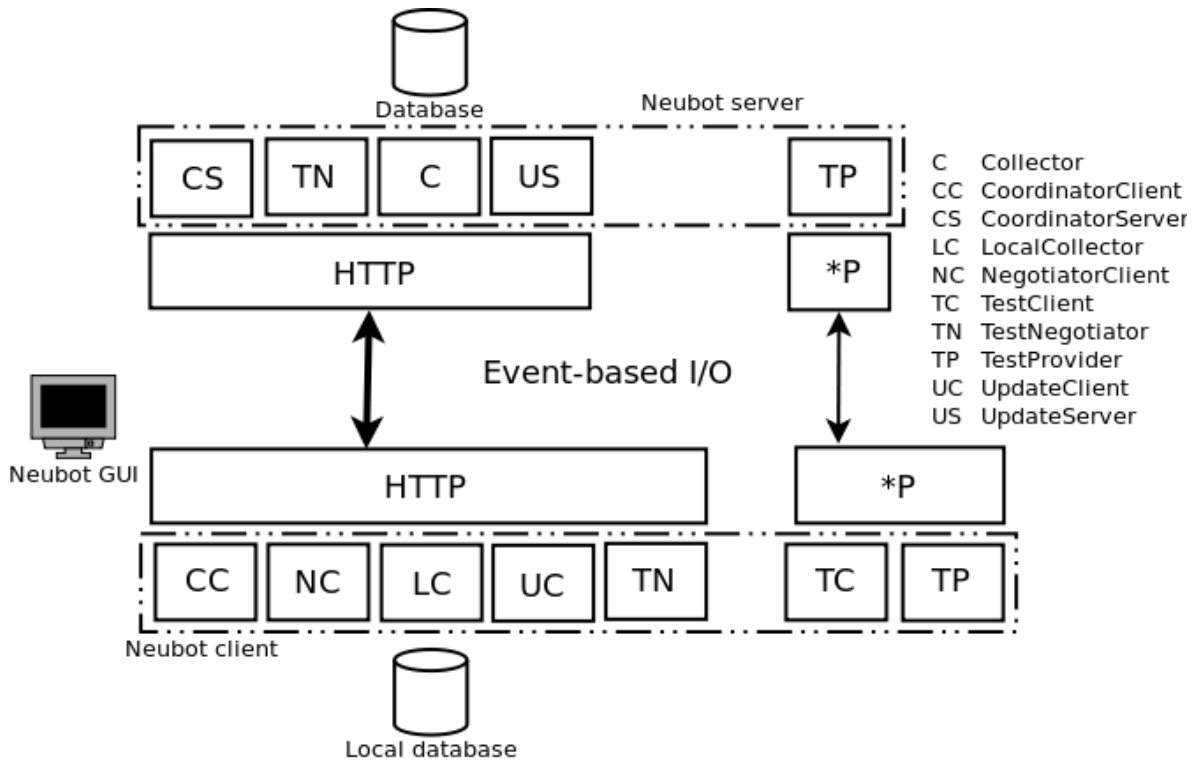 Database
Neubot server
CS TN C US TP
HTTP *P
C Collector
CC CoordinatorClient
CS CoordinatorServer
LC LocalCollector
NC NegotiatorClient
TC TestClient
TN TestNegotiator
TP TestProvider
UC UpdateClient
US UpdateServer
Event-based I/O
Neubot GUI
HTTP *P
CC NC LC UC TN TC TP
Neubot client
Local database